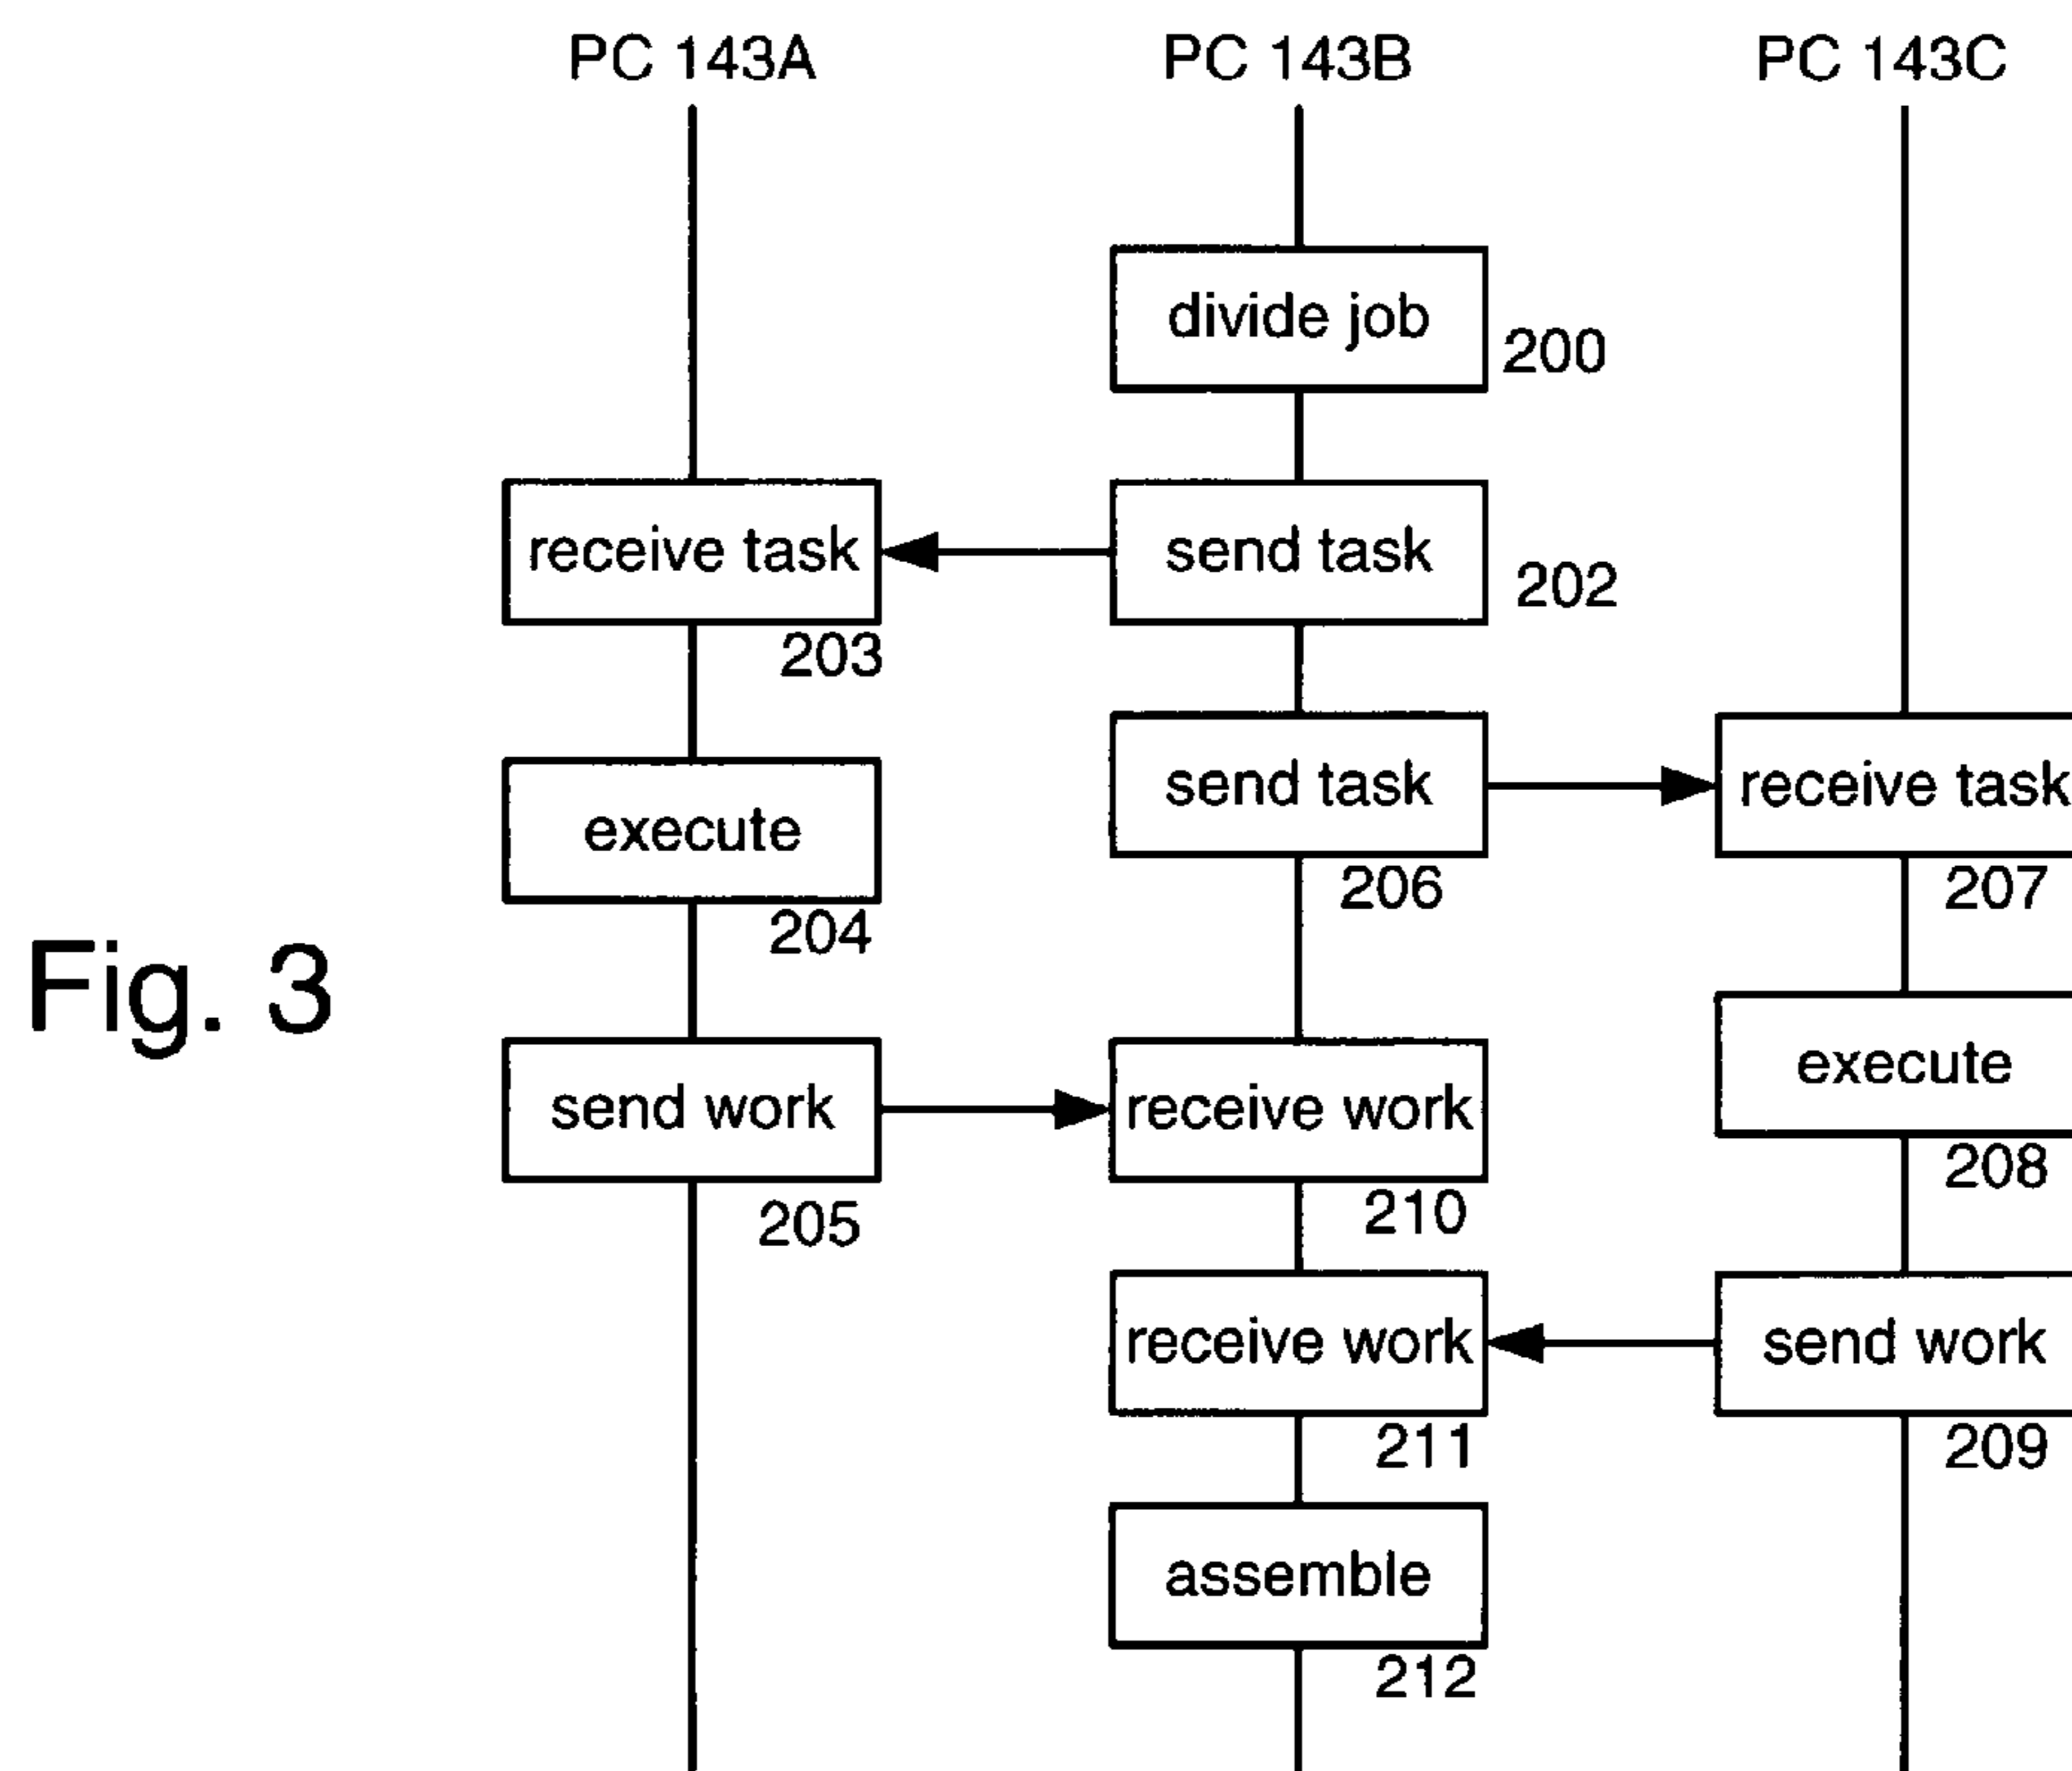 PC 143A PC 143B PC 143C
divide job
200
receive task send task
202
203
send task receive task
execute
206 207
204
Fig. 3
execute
send work receive work
208
205 210
receive work send work
211 209
assemble
212